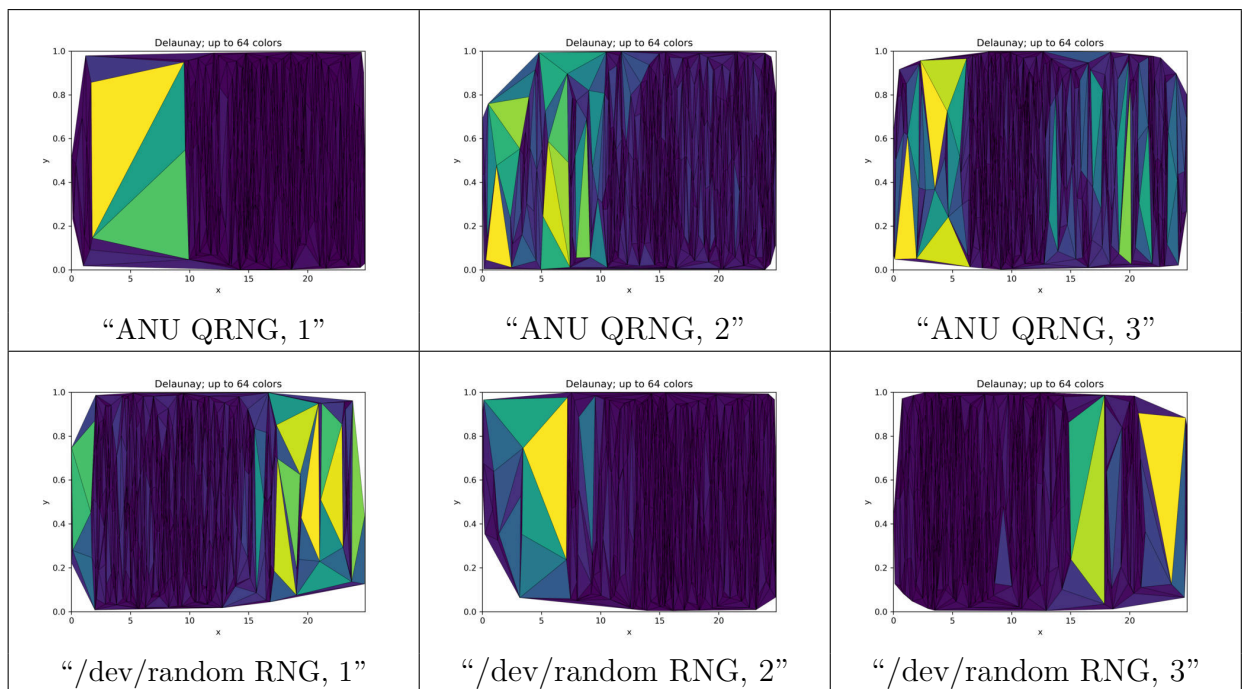 Delaunay; up to 64 colors
1.0
0.8
0.6
0.4
0.2
0.0
y
0 5 10 15 20
x
“ANU QRNG, 1”
Delaunay; up to 64 colors
1.0
0.8
0.6
0.4
0.2
0.0
y
0 5 10 15 20
x
“ANU QRNG, 2”
Delaunay; up to 64 colors
1.0
0.8
0.6
0.4
0.2
0.0
y
0 5 10 15 20
x
“ANU QRNG, 3”
Delaunay; up to 64 colors
1.0
0.8
0.6
0.4
0.2
0.0
y
0 5 10 15 20
x
“/dev/random RNG, 1”
Delaunay; up to 64 colors
1.0
0.8
0.6
0.4
0.2
0.0
y
0 5 10 15 20
x
“/dev/random RNG, 2”
Delaunay; up to 64 colors
1.0
0.8
0.6
0.4
0.2
0.0
y
0 5 10 15 20
x
“/dev/random RNG, 3”